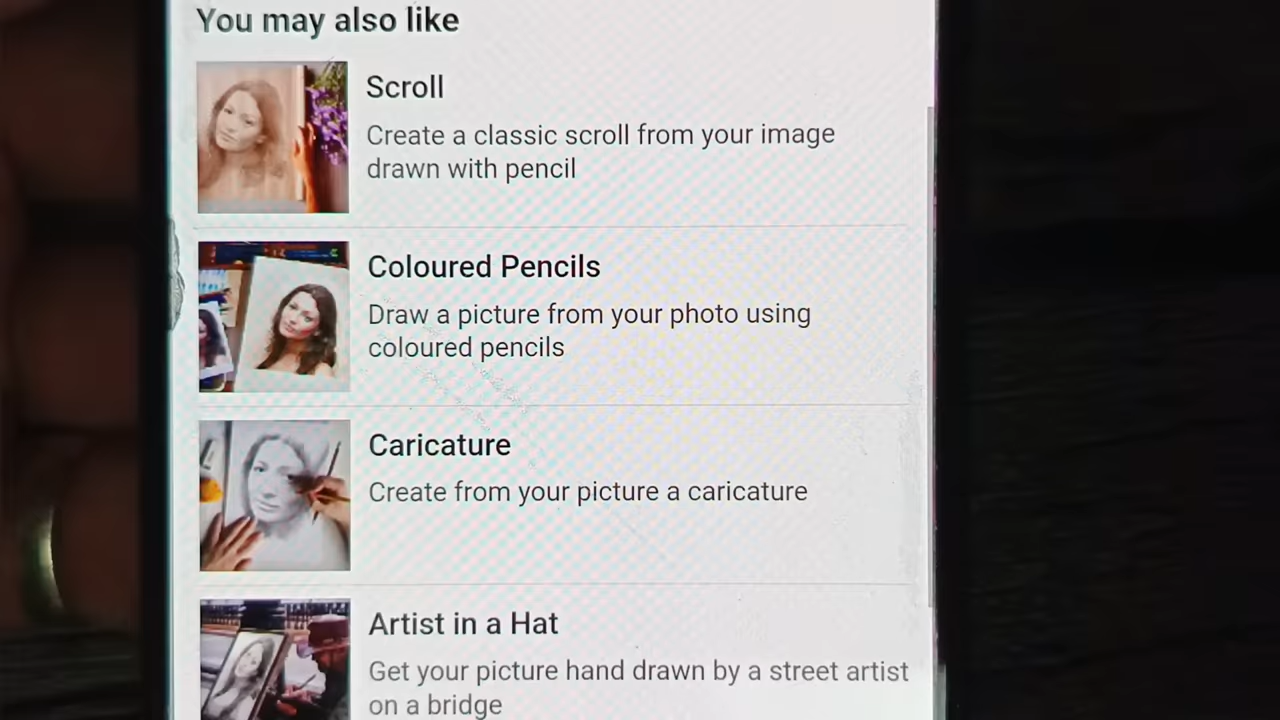 You may also like
Scroll
Create a classic scroll from your image
drawn with pencil
Coloured Pencils
Draw a picture from your photo using
coloured pencils
Caricature
Create from your picture a caricature
Artist in a Hat
Get your picture hand drawn by a street artist
on a bridge